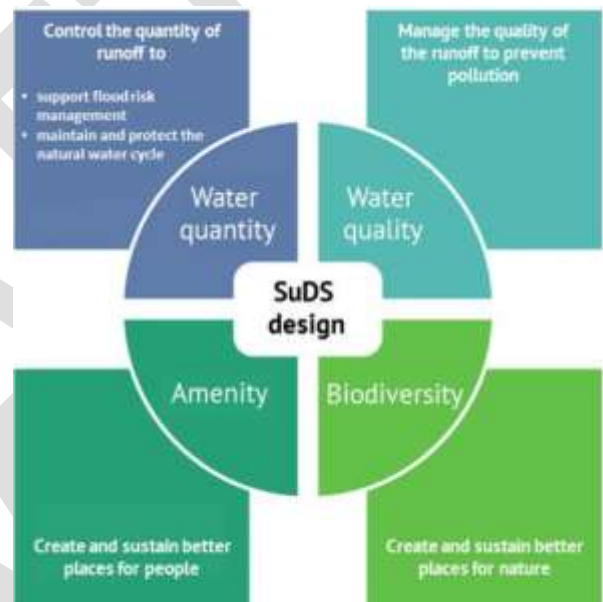 Control the quantity of
runoff to
• support flood risk
management
• maintain and protect the
natural water cycle
Manage the quality of
the runoff to prevent
pollution
Water
quantity
Water
quality
SuDS
design
Amenity
Biodiversity
Create and sustain better
places for people
Create and sustain better
places for nature